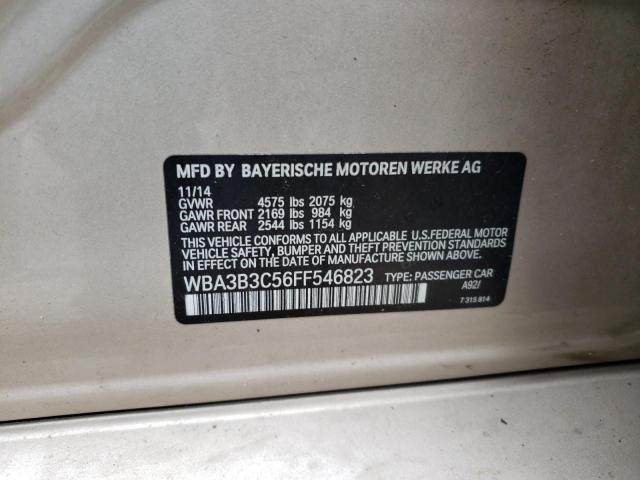 MFD BY BAYERISCHE MOTOREN WERKE AG
11/14
GVWR 4575 lbs 2075 kg
GAWR FRONT 2169 lbs 984 kg
GAWR REAR 2544 lbs 1154 kg
THIS VEHICLE CONFORMS TO ALL APPLICABLE U.S.FEDERAL MOTOR
VEHICLE SAFETY, BUMPER AND THEFT PREVENTION STANDARDS
IN EFFECT ON THE DATE OF MANUFACTURE SHOWN ABOVE.
WBA3B3C56FF546823 TYPE: PASSENGER CAR
A92/
7 315 814